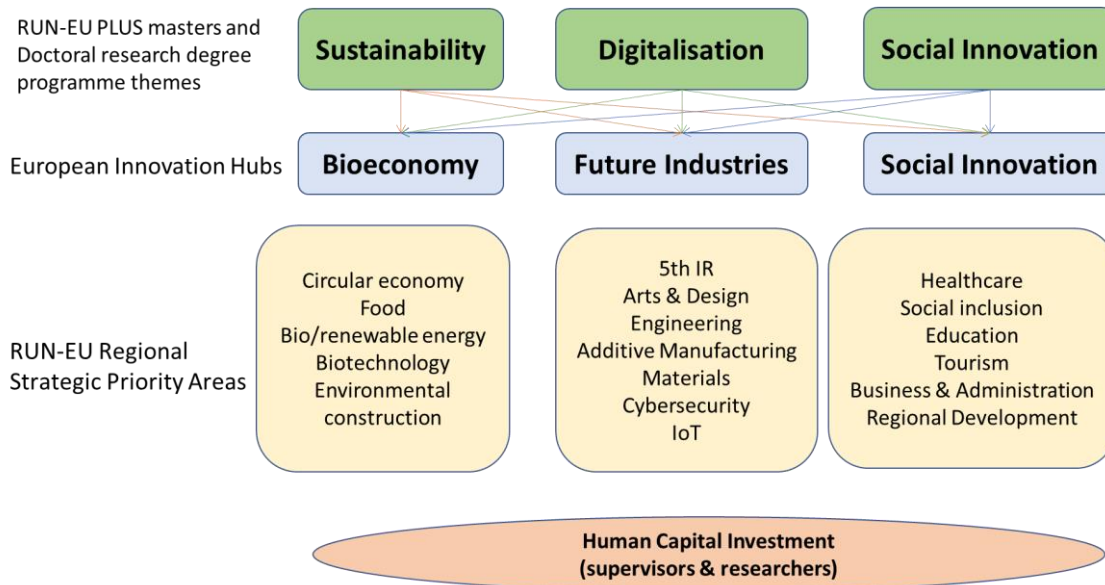 RUN-EU PLUS masters and
Doctoral research degree
programme themes
Sustainability
Digitalisation
Social Innovation
European Innovation Hubs
Bioeconomy
Future Industries
Social Innovation
RUN-EU Regional
Strategic Priority Areas
Circular economy
Food
Bio/renewable energy
Biotechnology
Environmental
construction
5th IR
Arts & Design
Engineering
Additive Manufacturing
Materials
Cybersecurity
IoT
Healthcare
Social inclusion
Education
Tourism
Business & Administration
Regional Development
Human Capital Investment
(supervisors & researchers)